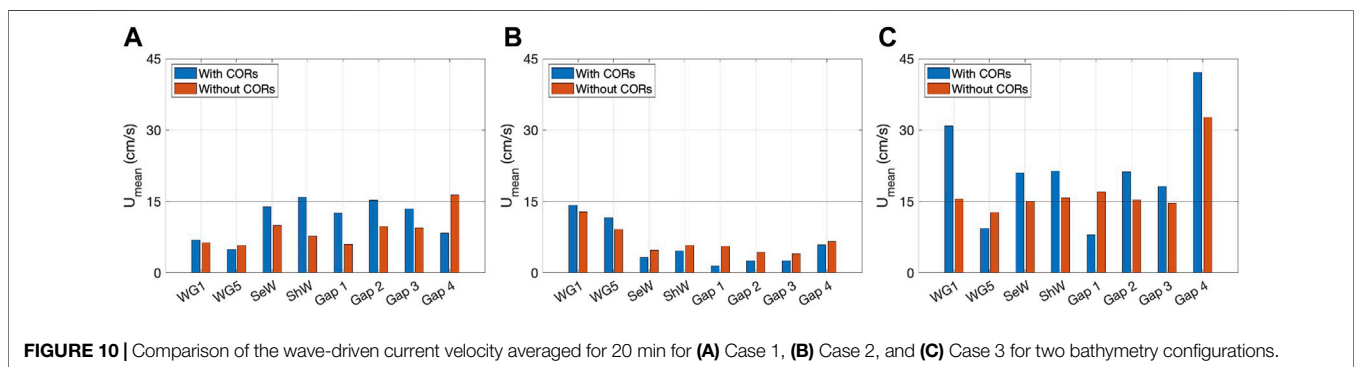 A
45
30
15
0
U_mean (cm/s)
With CORs
Without CORs
WG1 WG5 SeW ShW Gap 1 Gap 2 Gap 3 Gap 4
B
45
30
15
0
U_mean (cm/s)
With CORs
Without CORs
WG1 WG5 SeW ShW Gap 1 Gap 2 Gap 3 Gap 4
C
45
30
15
0
U_mean (cm/s)
With CORs
Without CORs
WG1 WG5 SeW ShW Gap 1 Gap 2 Gap 3 Gap 4
FIGURE 10 | Comparison of the wave-driven current velocity averaged for 20 min for (A) Case 1, (B) Case 2, and (C) Case 3 for two bathymetry configurations.